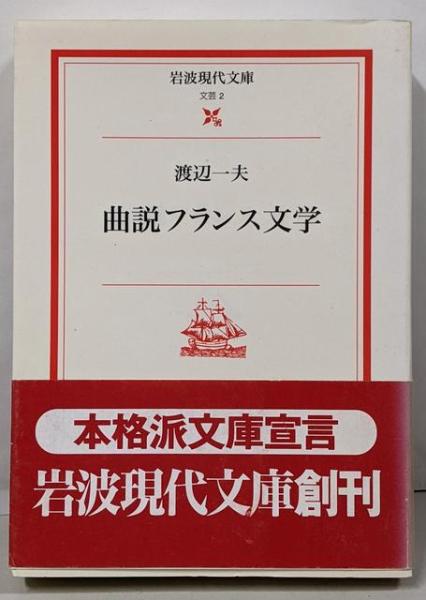 岩波現代文庫
文芸 2
渡辺一夫
曲説フランス文学
本格派文庫宣言
岩波現代文庫創刊